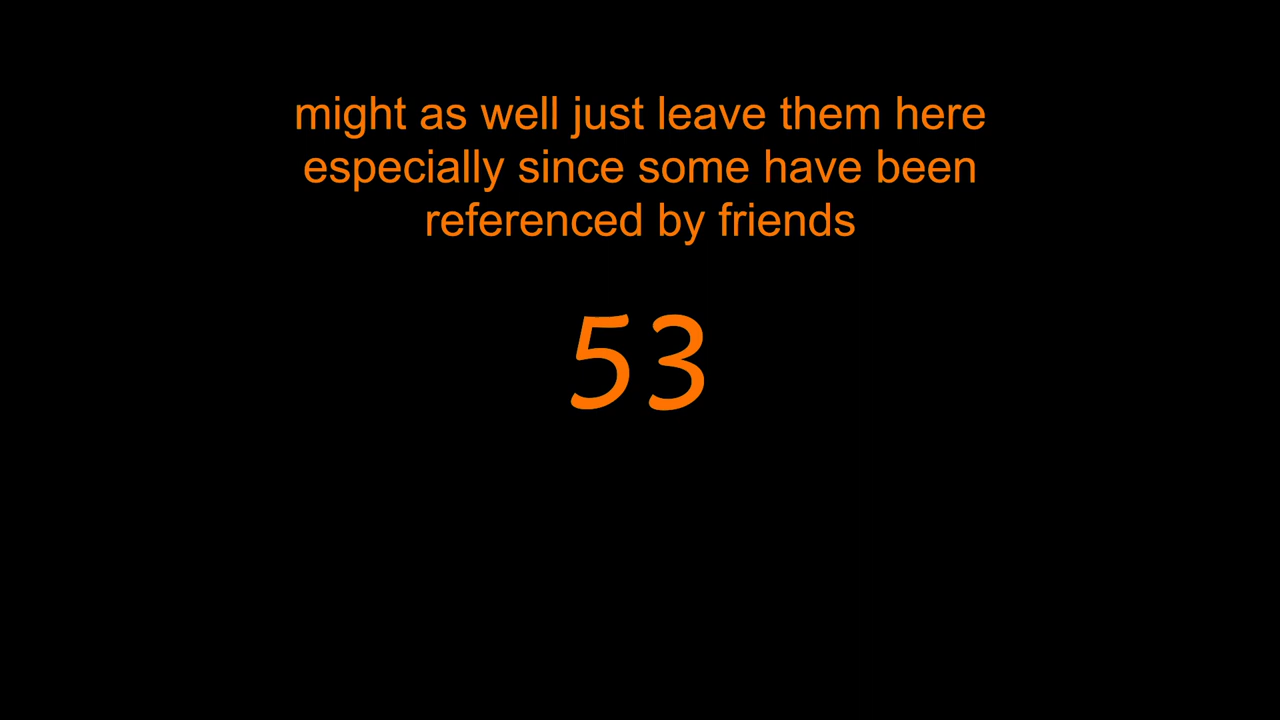 might as well just leave them here
especially since some have been
referenced by friends
53